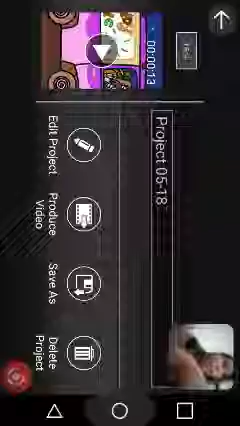 00:00:13
Project 05-18
Edit Project
Produce
Video
Save As
Delete
Project